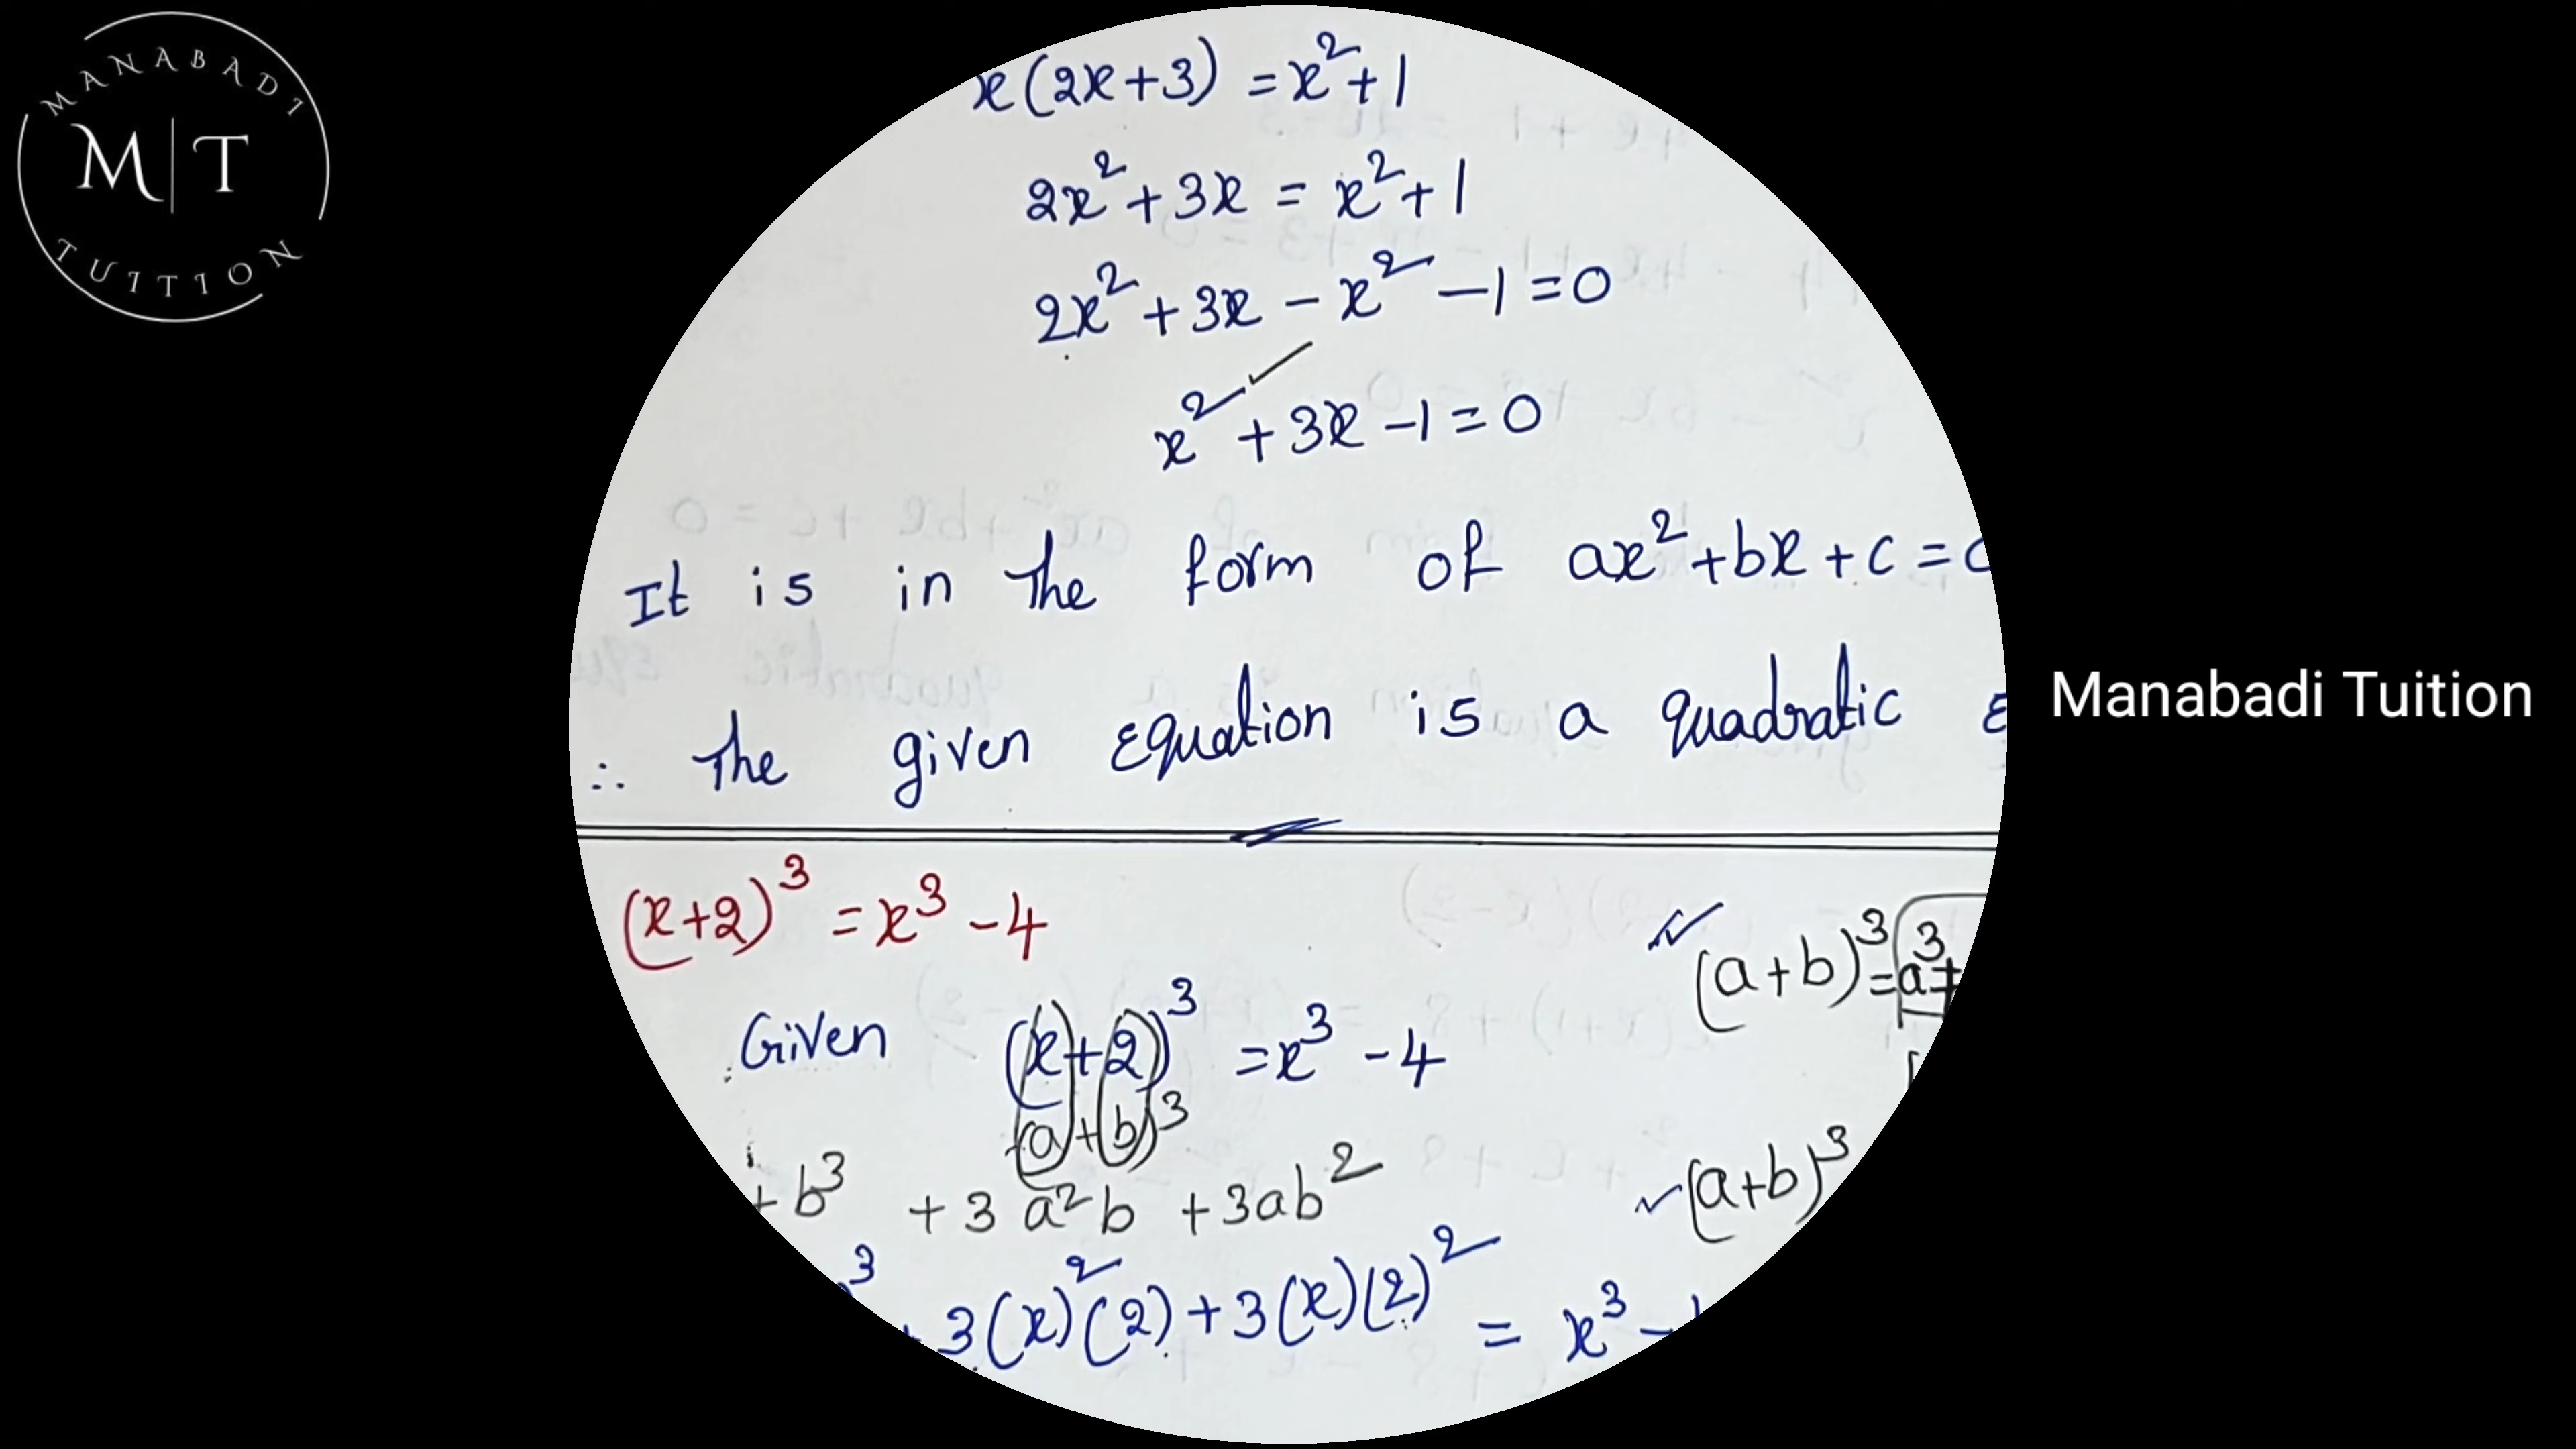 MANABADI
M|T
TUITION
x(2x+3) = x²+1
2x²+3x = x²+1
2x²+3x-x²-1=0
x²+3x-1=0
It is in the form of ax²+bx+c=
∴ The given Equation is a quadratic
Manabadi Tuition
(x+2)³ = x³-4
(a+b)³=a³+
Given (x+2)³ = x³-4
(a+b)³
+b³ +3a²b +3ab²
(a+b)³
3(x)²(2)+3(x)(2)² = x³-